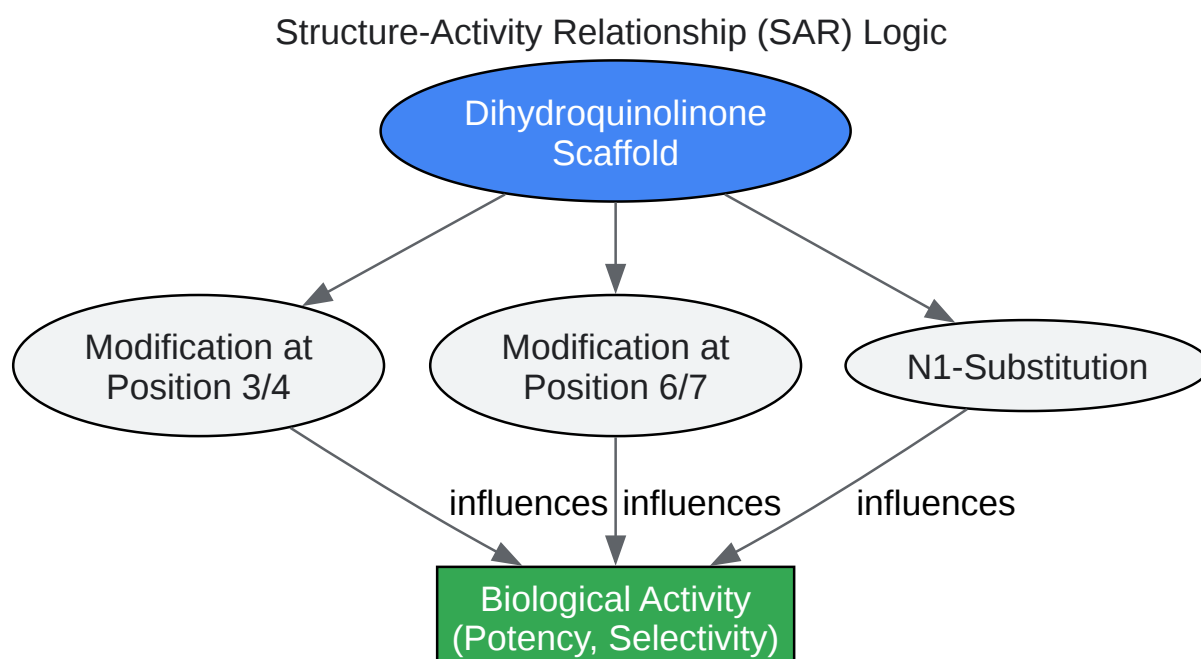 Structure-Activity Relationship (SAR) Logic
Dihydroquinolinone
Scaffold
Modification at
Position 3/4
Modification at
Position 6/7
N1-Substitution
influences
influences
influences
Biological Activity
(Potency, Selectivity)